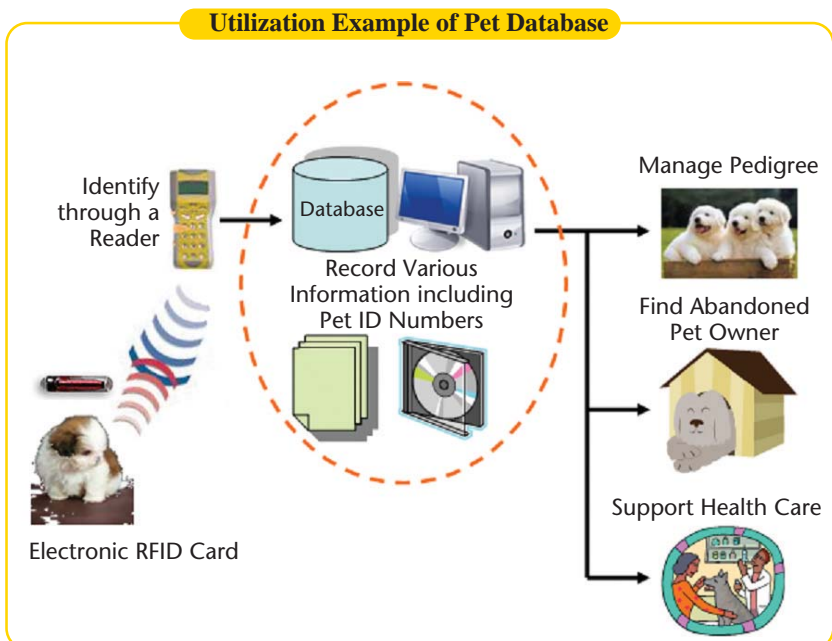 Utilization Example of Pet Database
Identify
through a
Reader
Electronic RFID Card
Database
Record Various
Information including
Pet ID Numbers
Manage Pedigree
Find Abandoned
Pet Owner
Support Health Care